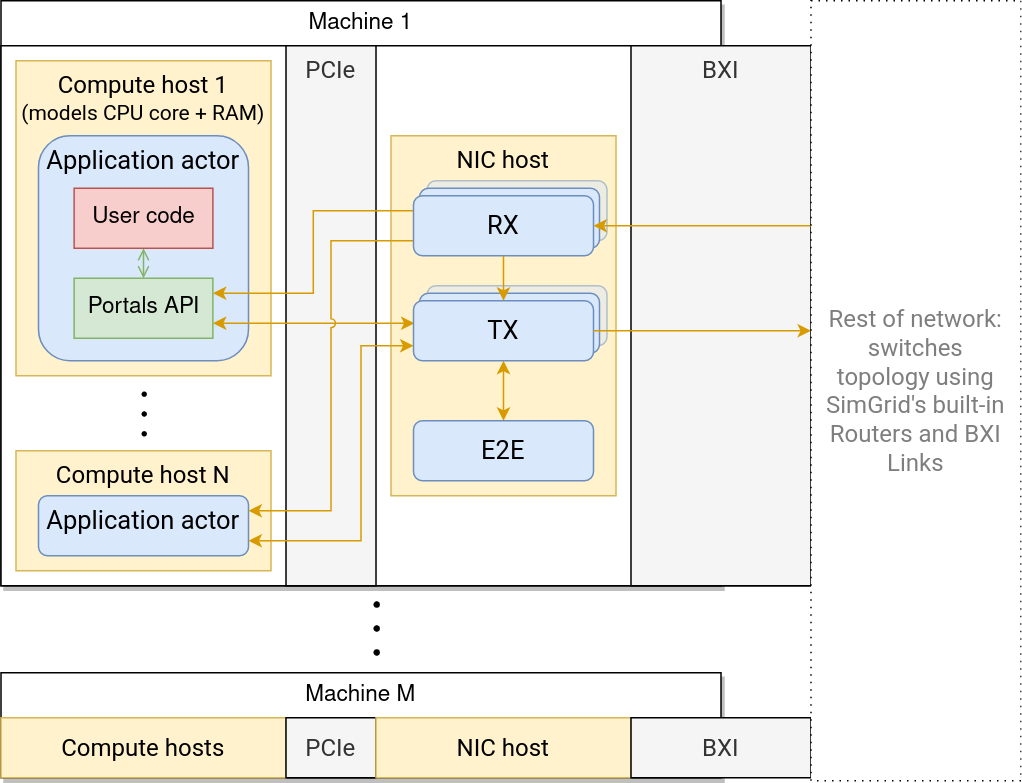 Machine 1
Compute host 1
(models CPU core + RAM)
Application actor
User code
Portals API
PCIe
NIC host
RX
TX
E2E
BXI
Compute host N
Application actor
Rest of network:
switches
topology using
SimGrid's built-in
Routers and BXI
Links
Machine M
Compute hosts
PCIe
NIC host
BXI